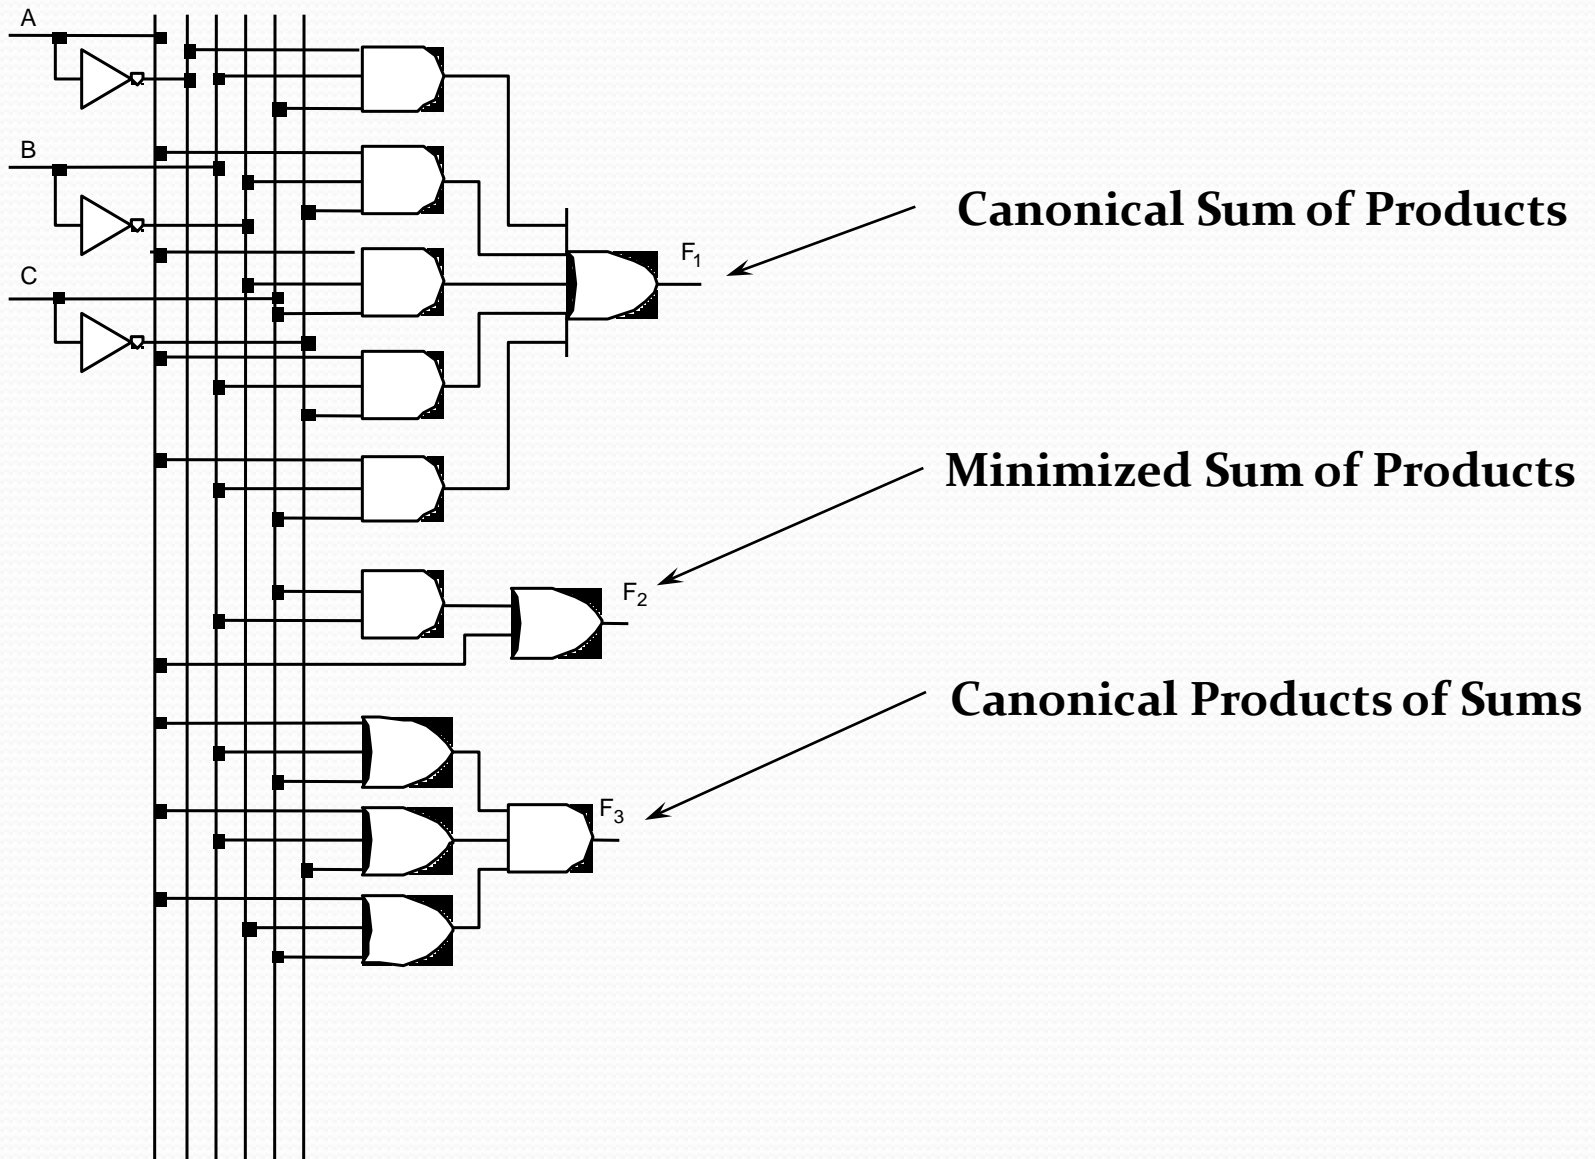 A
B
C
F1
Canonical Sum of Products
F2
Minimized Sum of Products
F3
Canonical Products of Sums